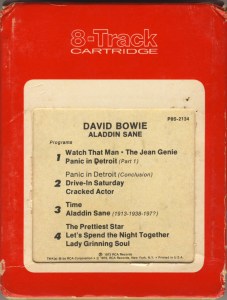 8-Track
CARTRIDGE
P8S-2134
DAVID BOWIE
ALADDIN SANE
Programs
1 Watch That Man • The Jean Genie
Panic in Detroit (Part 1)
Panic in Detroit (Conclusion)
2 Drive-In Saturday
Cracked Actor
3 Time
Aladdin Sane (1913-1938-197?)
The Prettiest Star
4 Let's Spend the Night Together
Lady Grinning Soul